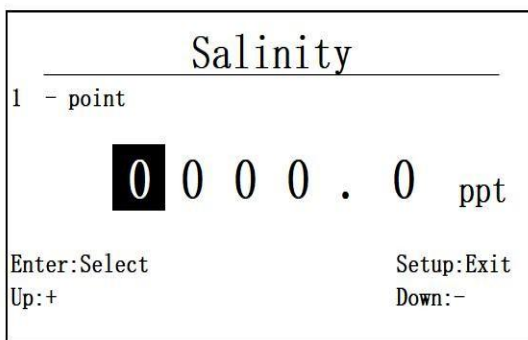 Salinity
1 - point
0 0 0 0 . 0 ppt
Enter:Select Setup:Exit
Up:+ Down:-